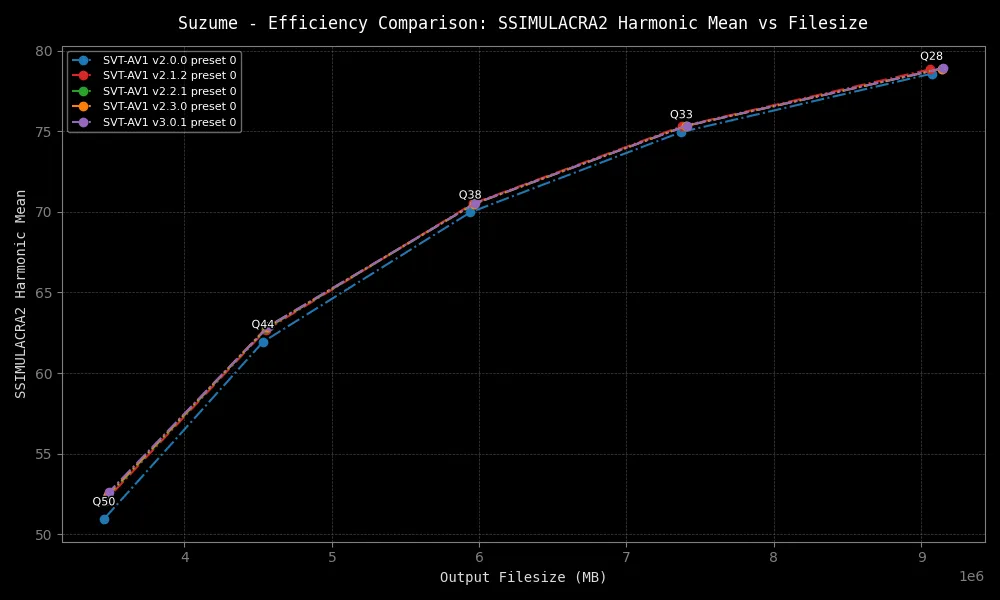 Suzume - Efficiency Comparison: SSIMULACRA2 Harmonic Mean vs Filesize
SVT-AV1 v2.0.0 preset 0
SVT-AV1 v2.1.2 preset 0
SVT-AV1 v2.2.1 preset 0
SVT-AV1 v2.3.0 preset 0
SVT-AV1 v3.0.1 preset 0
Q28
Q33
Q38
Q44
Q50
80
75
70
65
60
55
50
SSIMULACRA2 Harmonic Mean
4
5
6
7
8
9
1e6
Output Filesize (MB)